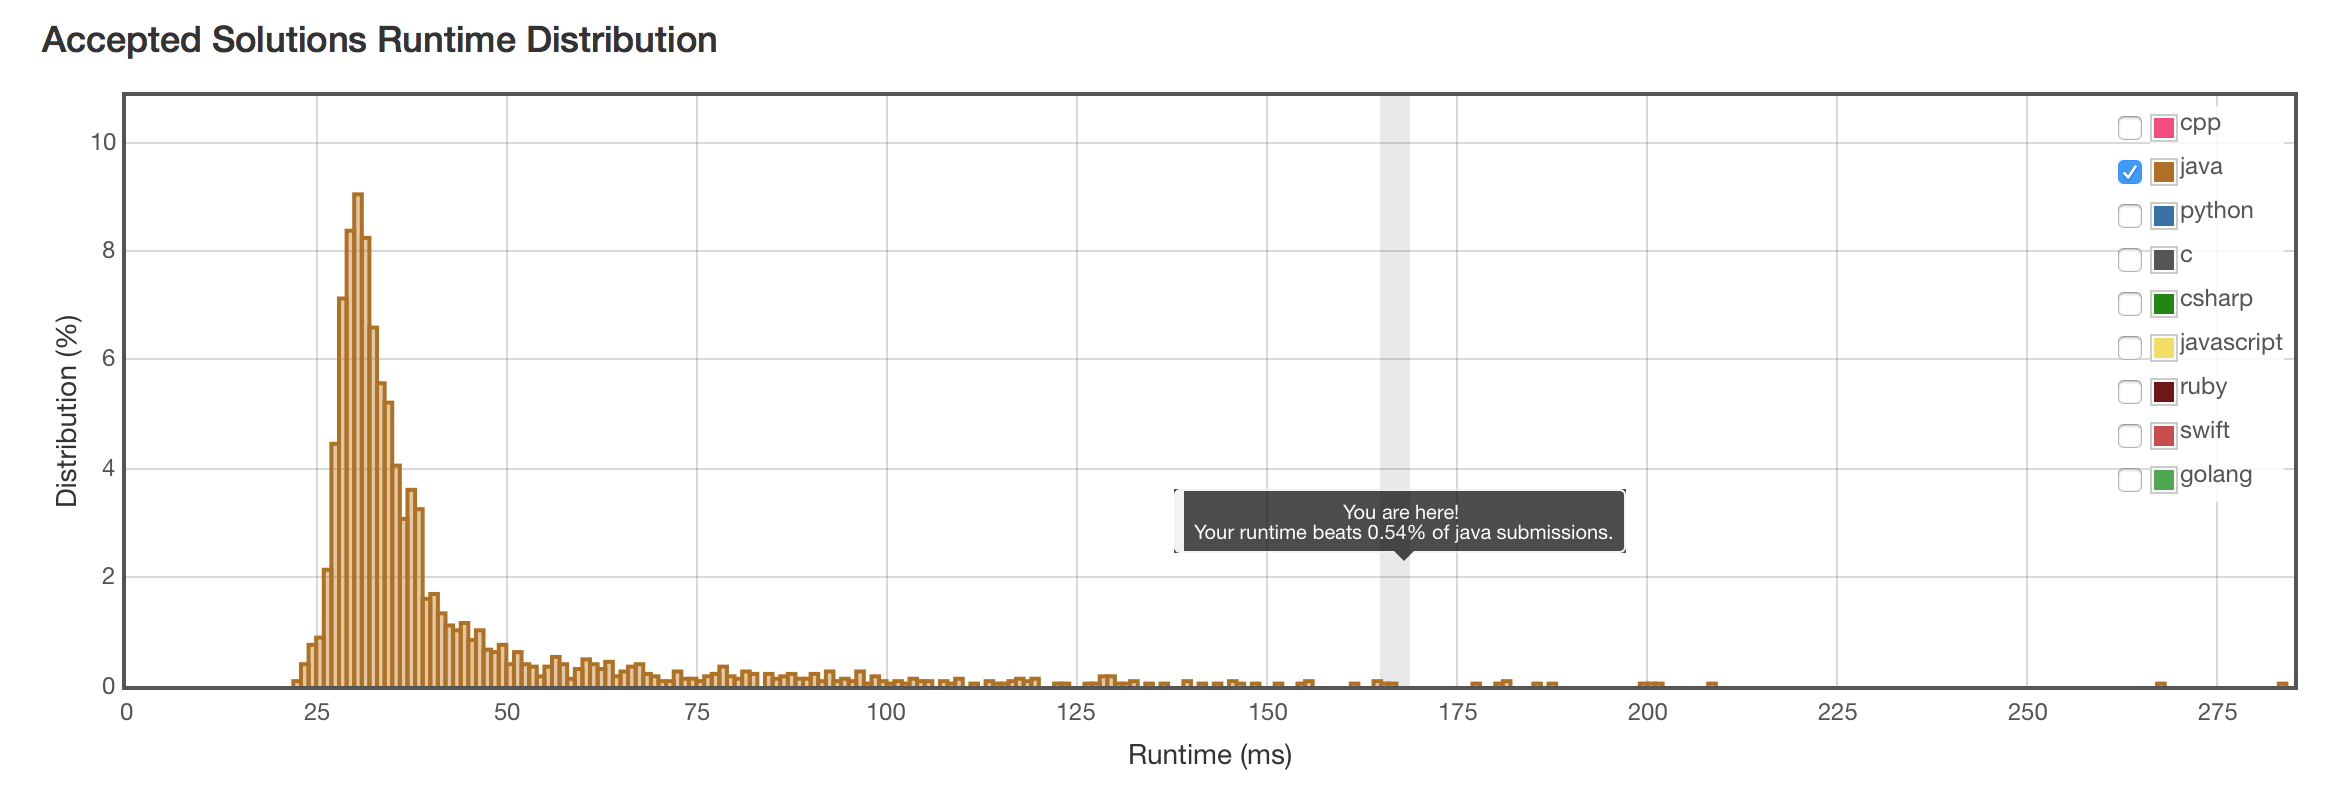 Accepted Solutions Runtime Distribution
10
8
6
4
2
0
Distribution (%)
0 25 50 75 100 125 150 175 200 225 250 275
Runtime (ms)
You are here!
Your runtime beats 0.54% of java submissions.
cpp
java
python
c
csharp
javascript
ruby
swift
golang